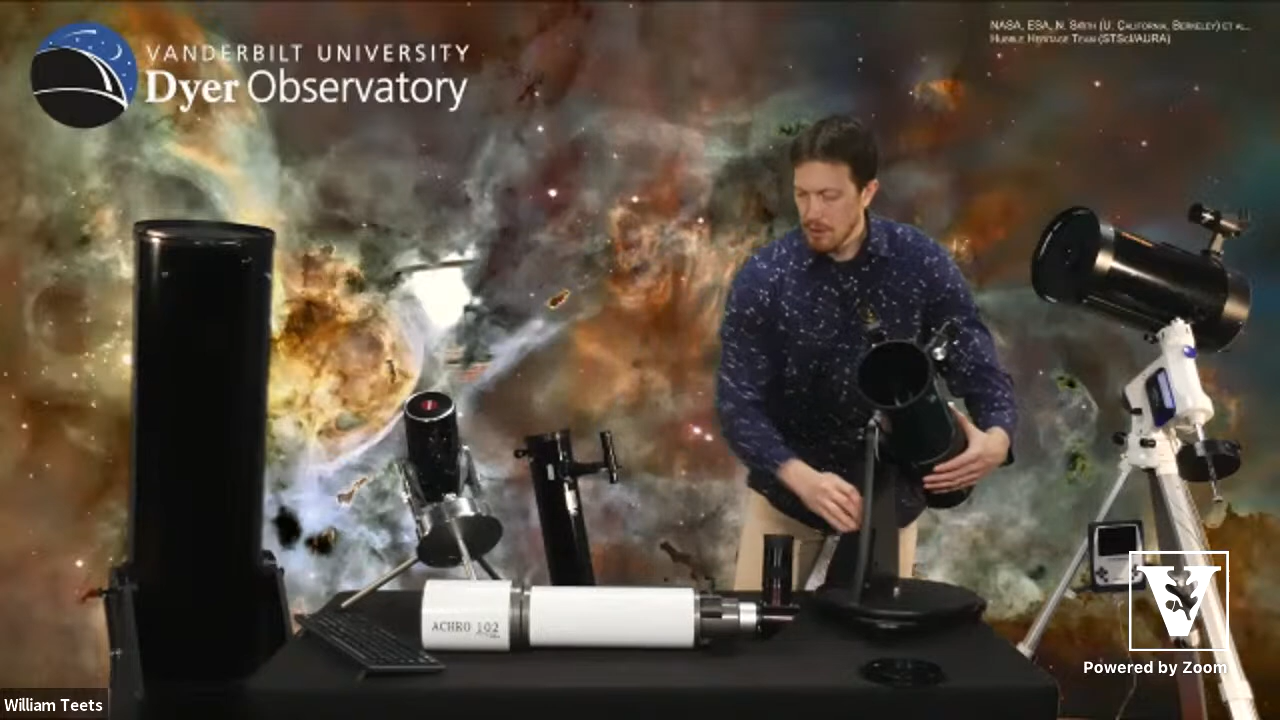 NASA, ESA, N. Smith (U. California, Berkeley) et al.,
Hubble Heritage Team (STScI/AURA)
VANDERBILT UNIVERSITY
Dyer Observatory
ACHRO 102
V
Powered by Zoom
William Teets